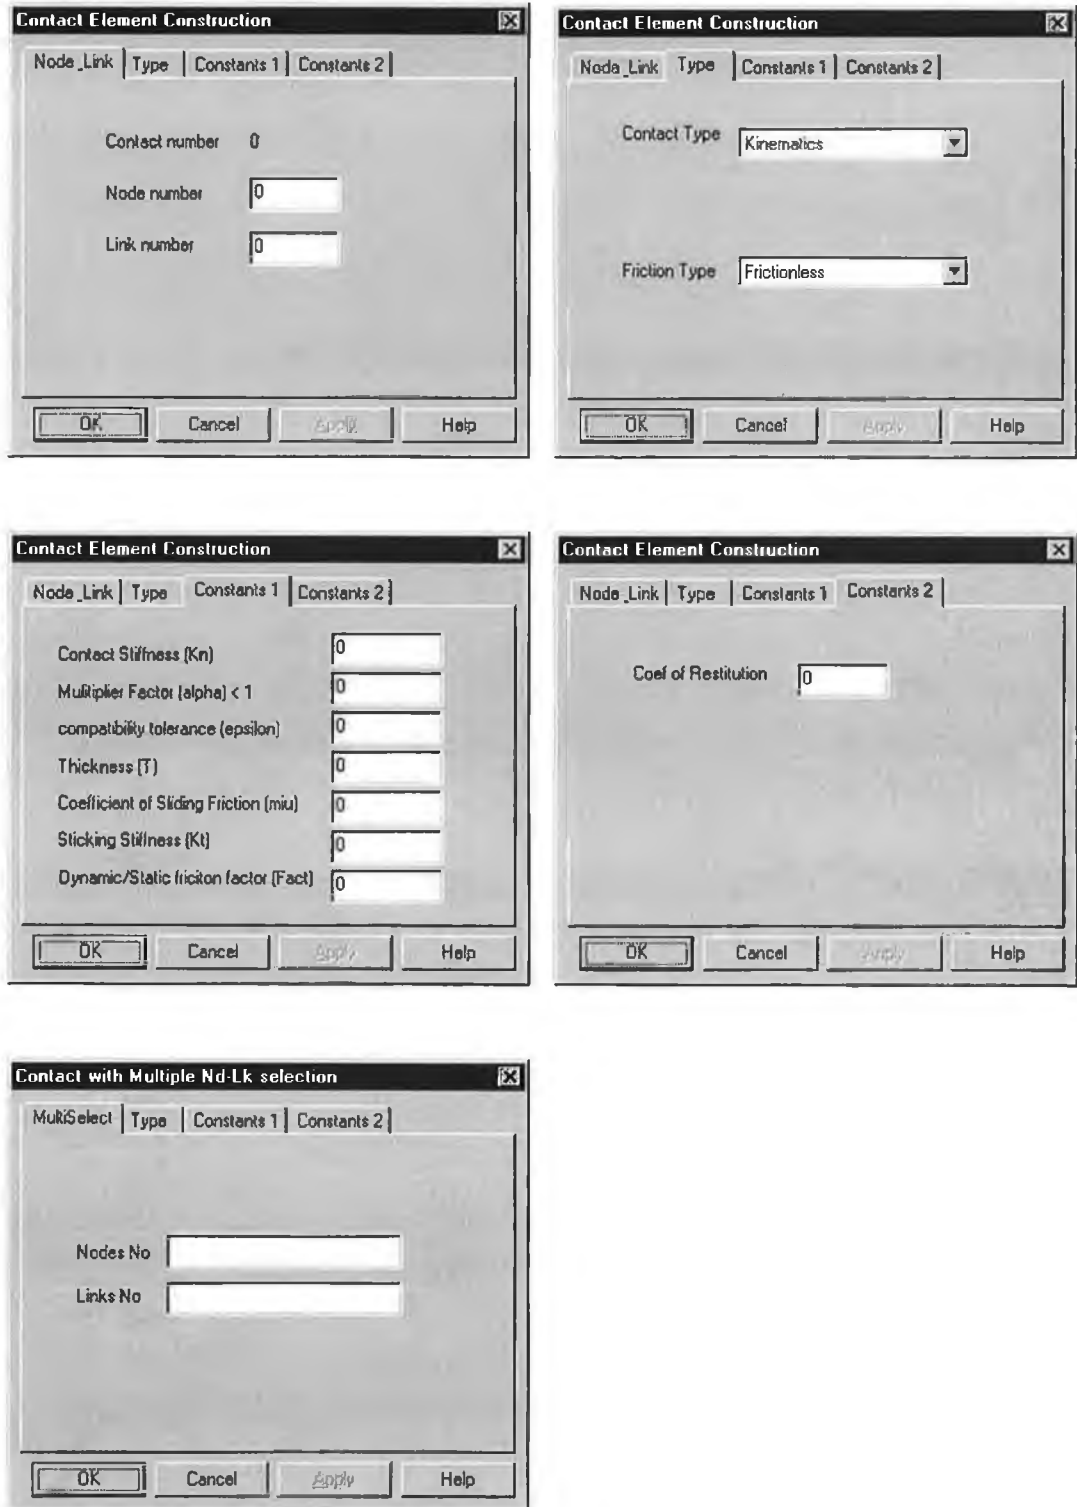 Contact Element Construction
Node_Link Type Constants 1 Constants 2
Contact number 0
Node number 0
Link number 0
OK Cancel Apply Help
Contact Element Construction
Node_Link Type Constants 1 Constants 2
Contact Type Kinematics
Friction Type Frictionless
OK Cancel Apply Help
Contact Element Construction
Node_Link Type Constants 1 Constants 2
Contact Stiffness (Kn) 0
Mulitiplier Factor (alpha) < 1 0
compatibility tolerance (epsilon) 0
Thickness (T) 0
Coefficient of Sliding Friction (miu) 0
Sticking Stiffness (Kt) 0
Dynamic/Static friciton factor (Fact) 0
OK Cancel Apply Help
Contact Element Construction
Node_Link Type Constants 1 Constants 2
Coef of Restitution 0
OK Cancel Apply Help
Contact with Multiple Nd-Lk selection
MultiSelect Type Constants 1 Constants 2
Nodes No
Links No
OK Cancel Apply Help